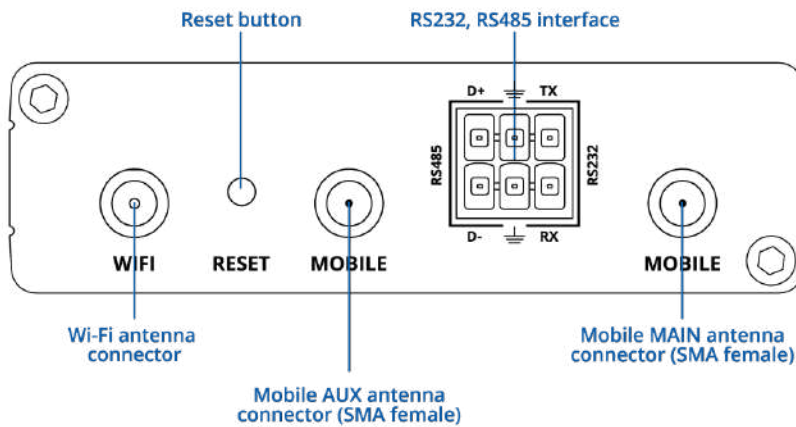 Reset button
RS232, RS485 interface
D+
TX
RS485
RS232
D-
RX
WIFI
RESET
MOBILE
MOBILE
Wi-Fi antenna
connector
Mobile AUX antenna
connector (SMA female)
Mobile MAIN antenna
connector (SMA female)